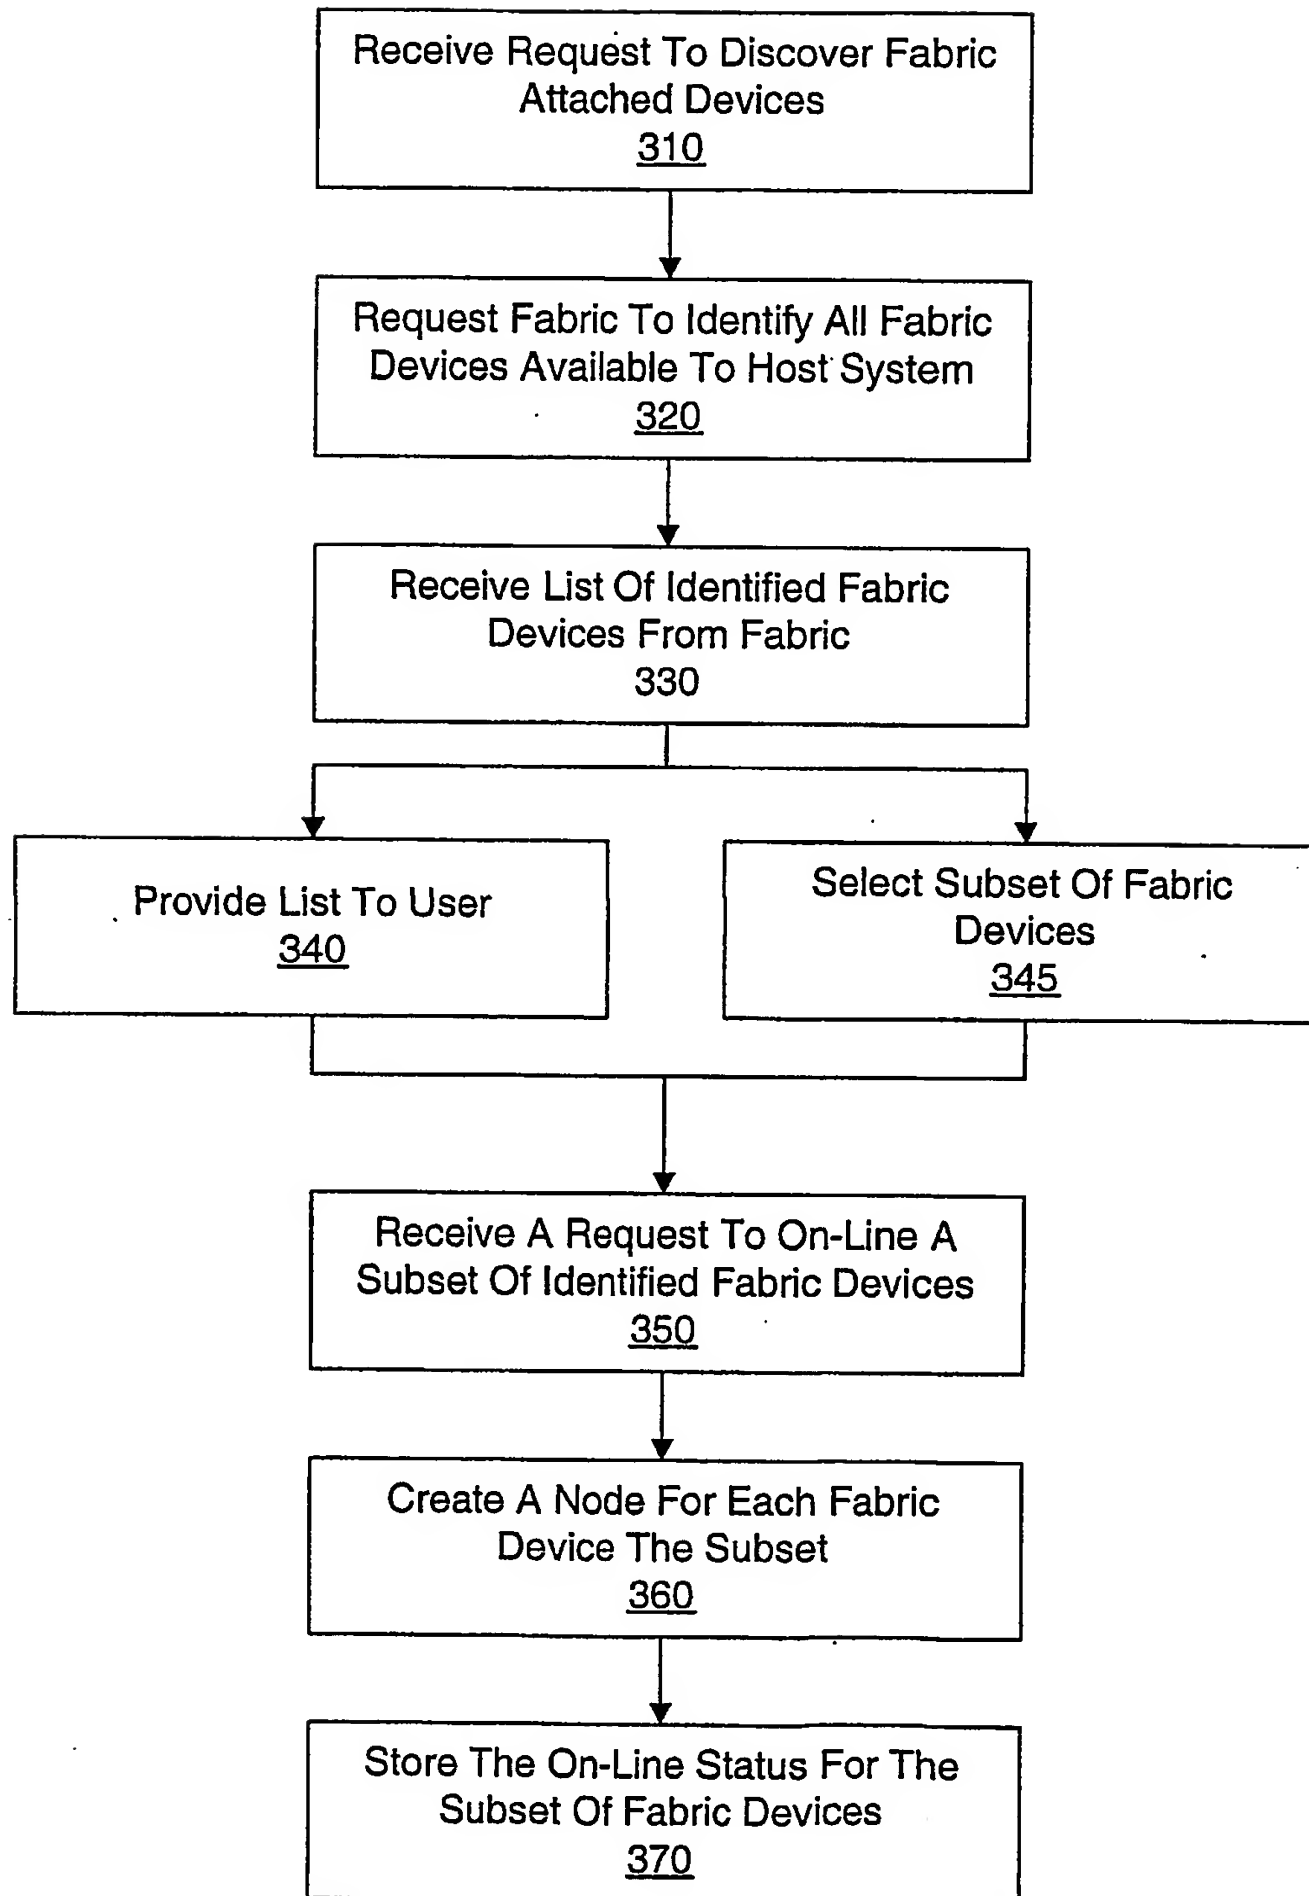 Receive Request To Discover Fabric
Attached Devices
310
Request Fabric To Identify All Fabric
Devices Available To Host System
320
Receive List Of Identified Fabric
Devices From Fabric
330
Provide List To User
340
Select Subset Of Fabric
Devices
345
Receive A Request To On-Line A
Subset Of Identified Fabric Devices
350
Create A Node For Each Fabric
Device The Subset
360
Store The On-Line Status For The
Subset Of Fabric Devices
370